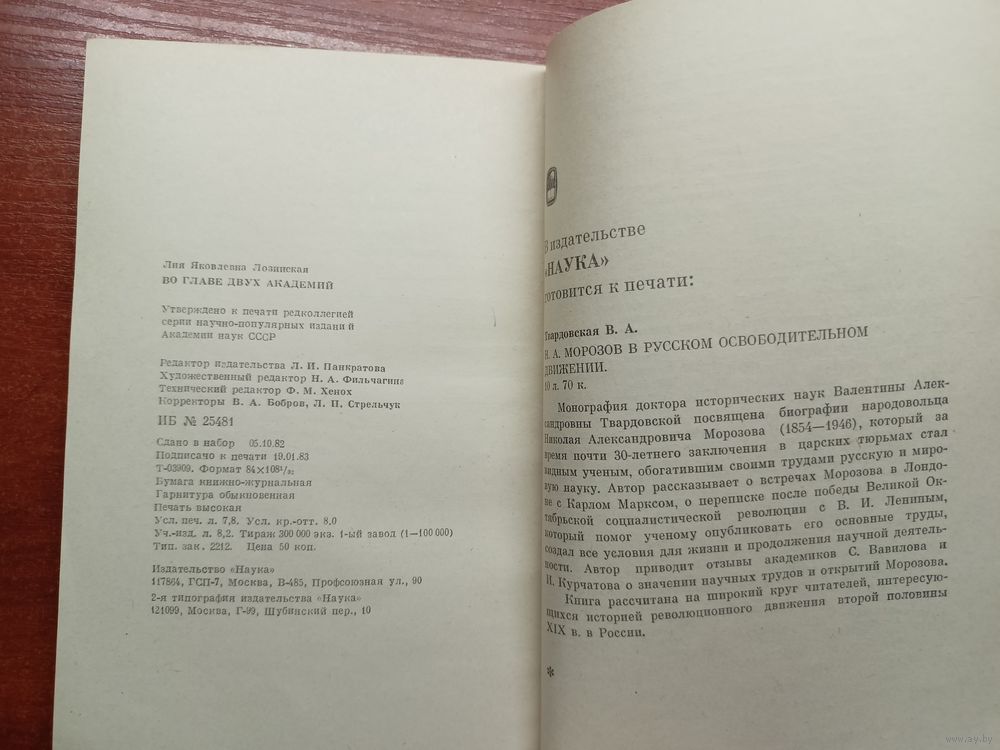 Лия Яковлевна Лозинская
ВО ГЛАВЕ ДВУХ АКАДЕМИЙ
Утверждено к печати редколлегией
серии научно-популярных изданий
Академии наук СССР
Редактор издательства Л. И. Панкратова
Художественный редактор Н. А. Фильчагина
Технический редактор Ф. М. Хенох
Корректоры В. А. Бобров, Л. П. Стрельчук
ИБ № 25481
Сдано в набор 05.10.82
Подписано к печати 19.01.83
Т-03909. Формат 84×108¹/₃₂
Бумага книжно-журнальная
Гарнитура обыкновенная
Печать высокая
Усл. печ. л. 7,8. Усл. кр.-отт. 8.0
Уч.-изд. л. 8,2. Тираж 300 000 экз. 1-ый завод (1—100 000)
Тип. зак. 2212. Цена 50 коп.
Издательство «Наука»
117864, ГСП-7, Москва, В-485, Профсоюзная ул., 90
2-я типография издательства «Наука»
121099, Москва, Г-99, Шубинский пер., 10
В издательстве
«НАУКА»
готовится к печати:
Твардовская В. А.
Н. А. МОРОЗОВ В РУССКОМ ОСВОБОДИТЕЛЬНОМ
ДВИЖЕНИИ.
10 л. 70 к.
Монография доктора исторических наук Валентины Алек-
сандровны Твардовской посвящена биографии народовольца
Николая Александровича Морозова (1854—1946), который за
время почти 30-летнего заключения в царских тюрьмах стал
видным ученым, обогатившим своими трудами русскую и миро-
вую науку. Автор рассказывает о встречах Морозова в Лондо-
не с Карлом Марксом, о переписке после победы Великой Ок-
тябрьской социалистической революции с В. И. Лениным,
который помог ученому опубликовать его основные труды,
создал все условия для жизни и продолжения научной деятель-
ности. Автор приводит отзывы академиков С. Вавилова и
И. Курчатова о значении научных трудов и открытий Морозова.
Книга рассчитана на широкий круг читателей, интересую-
щихся историей революционного движения второй половины
XIX в. в России.
*
www.ay.by